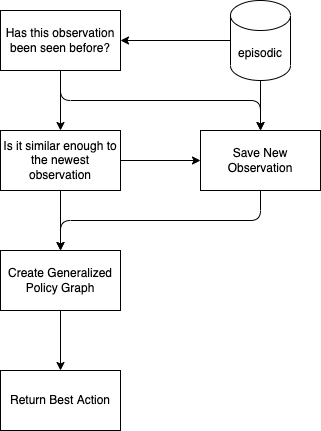 Has this observation
been seen before?
episodic
Is it similar enough to
the newest
observation
Save New
Observation
Create Generalized
Policy Graph
Return Best Action